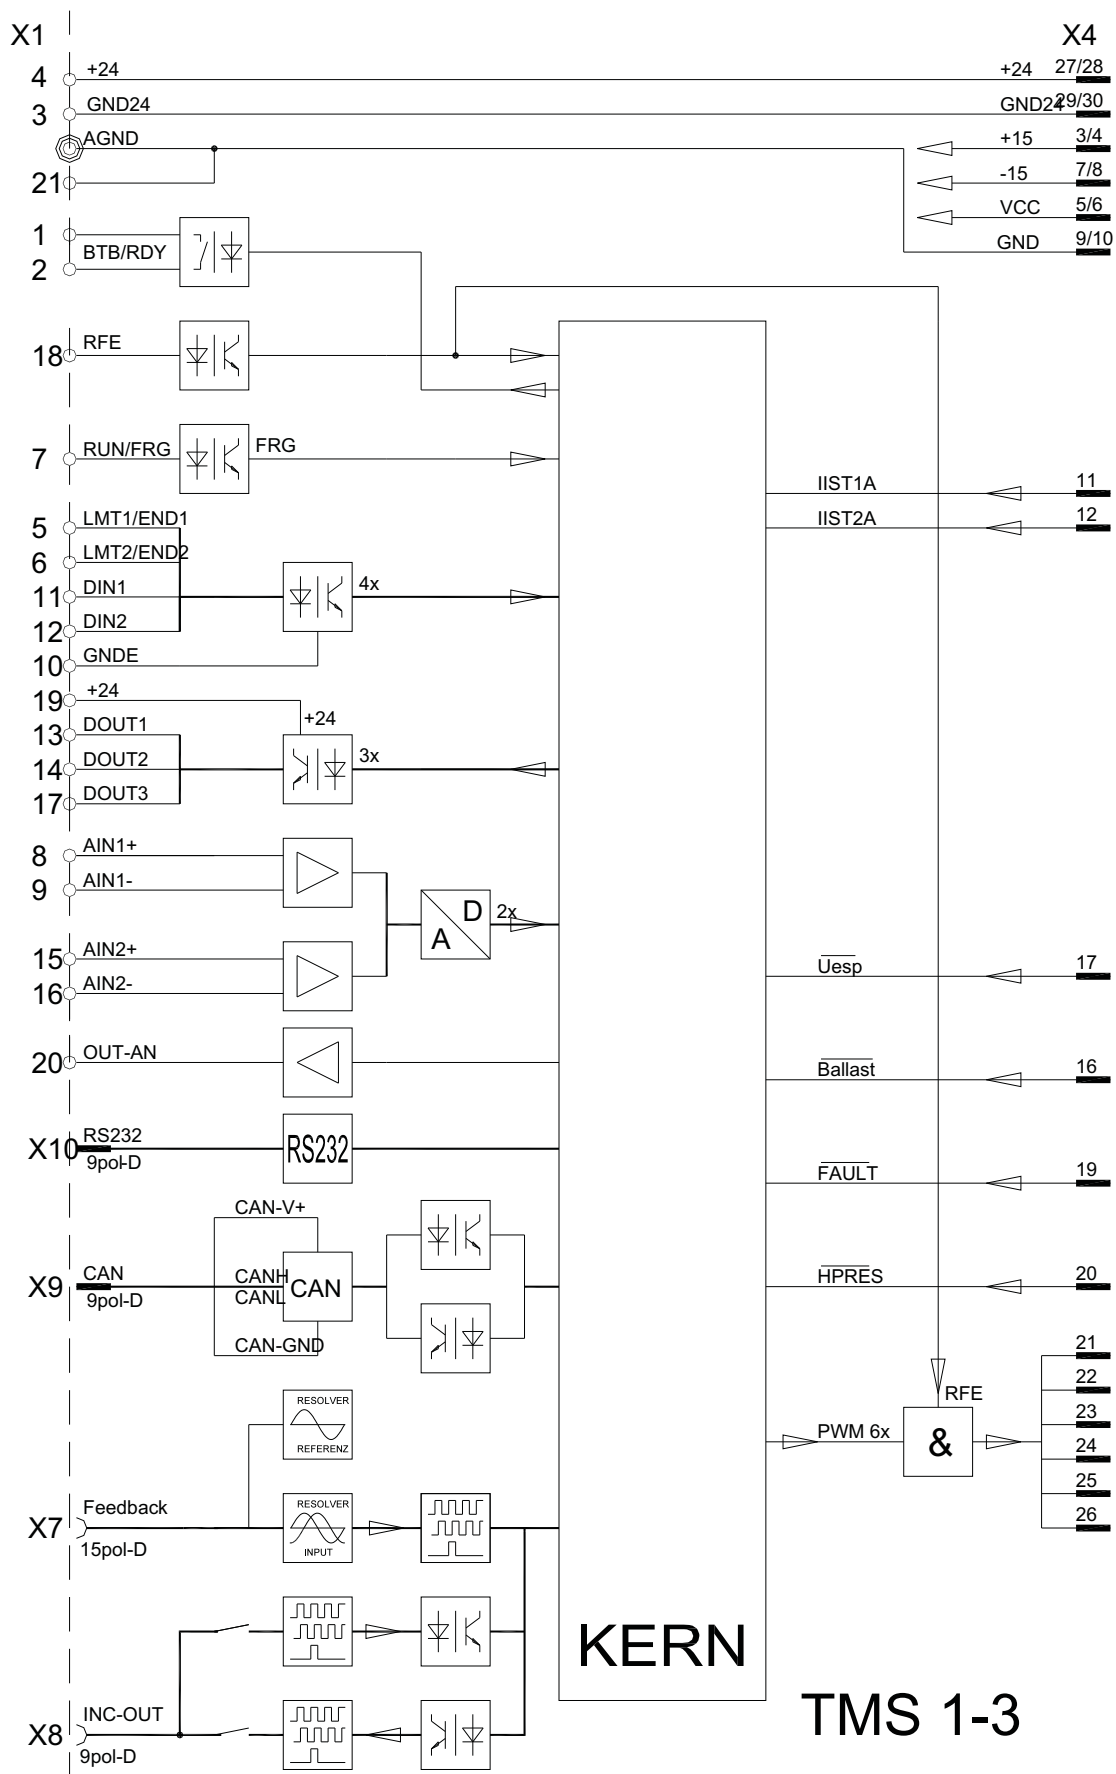 X1 X4
4 +24 +24 27/28
3 GND24 GND24 29/30
AGND +15 3/4
21 -15 7/8
VCC 5/6
1 GND 9/10
BTB/RDY
2
18 RFE
7 RUN/FRG FRG
IIST1A 11
5 LMT1/END1 IIST2A 12
6 LMT2/END2
11 DIN1 4x
12 DIN2
10 GNDE
19 +24
+24
13 DOUT1
14 DOUT2 3x
17 DOUT3
8 AIN1+
9 AIN1-
D
A
2x
15 AIN2+
16 AIN2-
Uesp 17
20 OUT-AN
Ballast 16
X10 RS232 RS232
9pol-D
FAULT 19
CAN-V+
X9 CAN CANH CAN HPRES 20
9pol-D CANL
CAN-GND
21
22
RFE
23
RESOLVER
REFERENZ
PWM 6x & 24
25
26
X7 Feedback
15pol-D
RESOLVER
INPUT
KERN
TMS 1-3
X8 INC-OUT
9pol-D